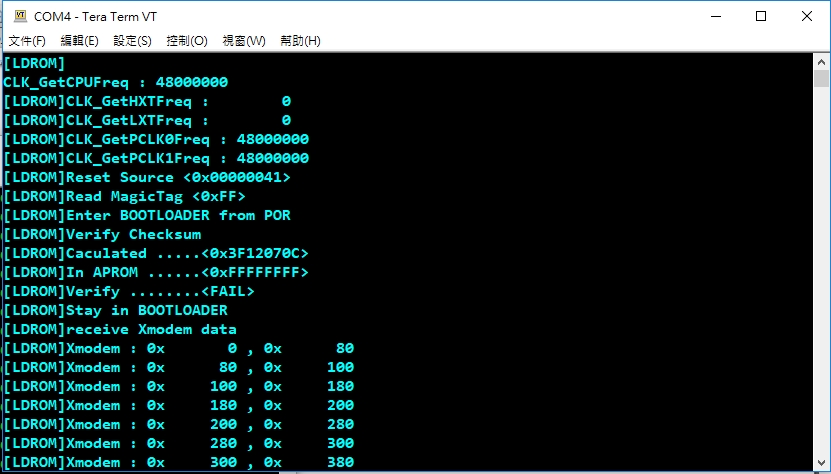 COM4 - Tera Term VT
文件(F) 編輯(E) 設定(S) 控制(O) 視窗(W) 幫助(H)
[LDROM]
CLK_GetCPUFreq : 48000000
[LDROM]CLK_GetHXTFreq :        0
[LDROM]CLK_GetLXTFreq :        0
[LDROM]CLK_GetPCLK0Freq : 48000000
[LDROM]CLK_GetPCLK1Freq : 48000000
[LDROM]Reset Source <0x00000041>
[LDROM]Read MagicTag <0xFF>
[LDROM]Enter BOOTLOADER from POR
[LDROM]Verify Checksum
[LDROM]Caculated .....<0x3F12070C>
[LDROM]In APROM ......<0xFFFFFFFF>
[LDROM]Verify ........<FAIL>
[LDROM]Stay in BOOTLOADER
[LDROM]receive Xmodem data
[LDROM]Xmodem : 0x       0 , 0x      80
[LDROM]Xmodem : 0x      80 , 0x     100
[LDROM]Xmodem : 0x     100 , 0x     180
[LDROM]Xmodem : 0x     180 , 0x     200
[LDROM]Xmodem : 0x     200 , 0x     280
[LDROM]Xmodem : 0x     280 , 0x     300
[LDROM]Xmodem : 0x     300 , 0x     380